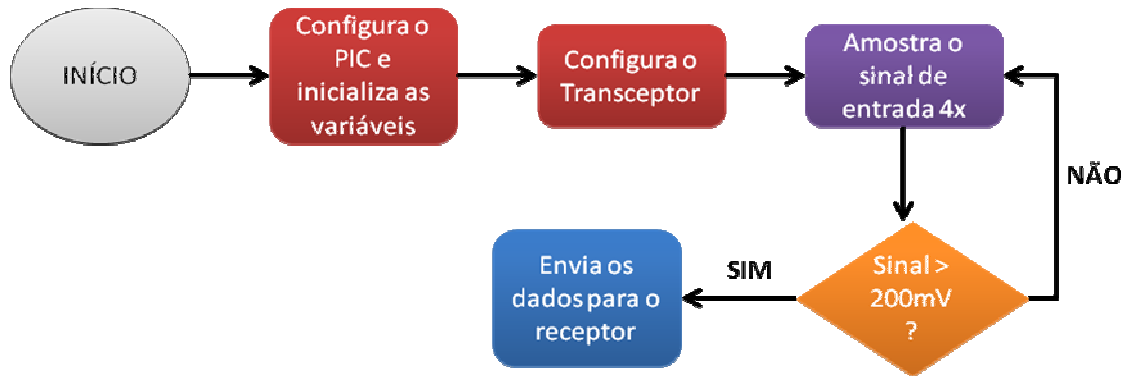 INÍCIO
Configura o
PIC e
inicializa as
variáveis
Configura o
Transceptor
Amostra o
sinal de
entrada 4x
NÃO
Sinal >
200mV
?
SIM
Envia os
dados para o
receptor